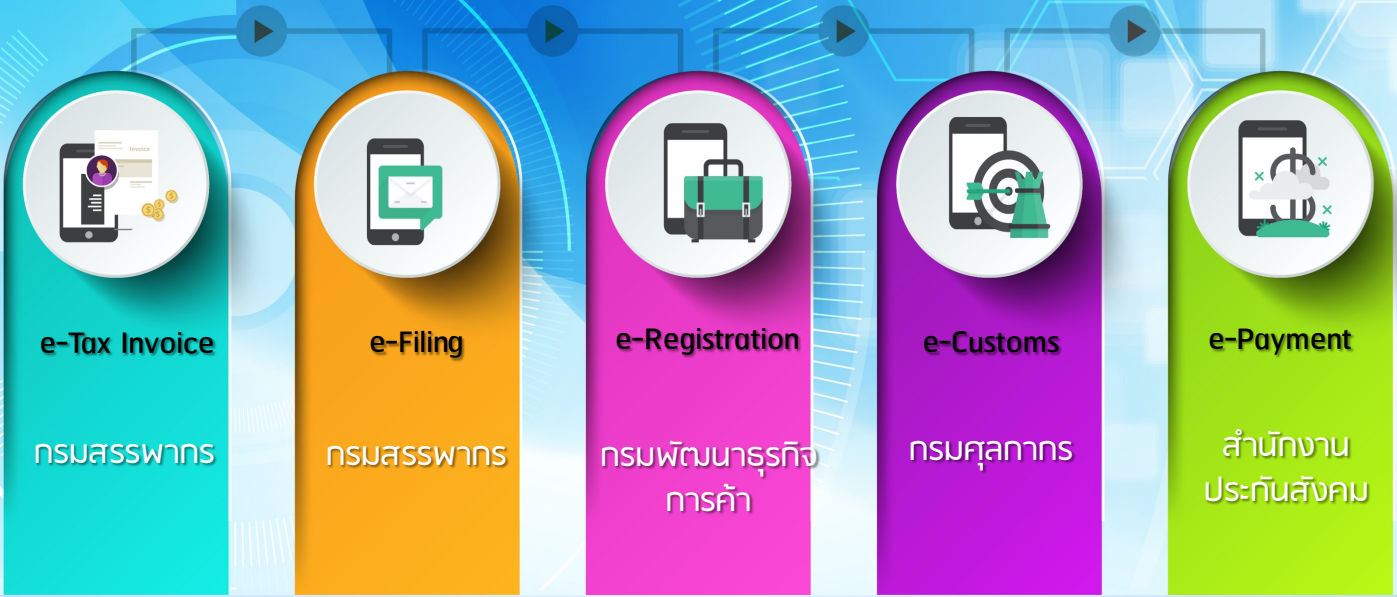 Invoice
e-Tax Invoice
กรมสรรพากร
e-Filing
กรมสรรพากร
e-Registration
กรมพัฒนาธุรกิจ
การค้า
e-Customs
กรมศุลกากร
e-Payment
สำนักงาน
ประกันสังคม